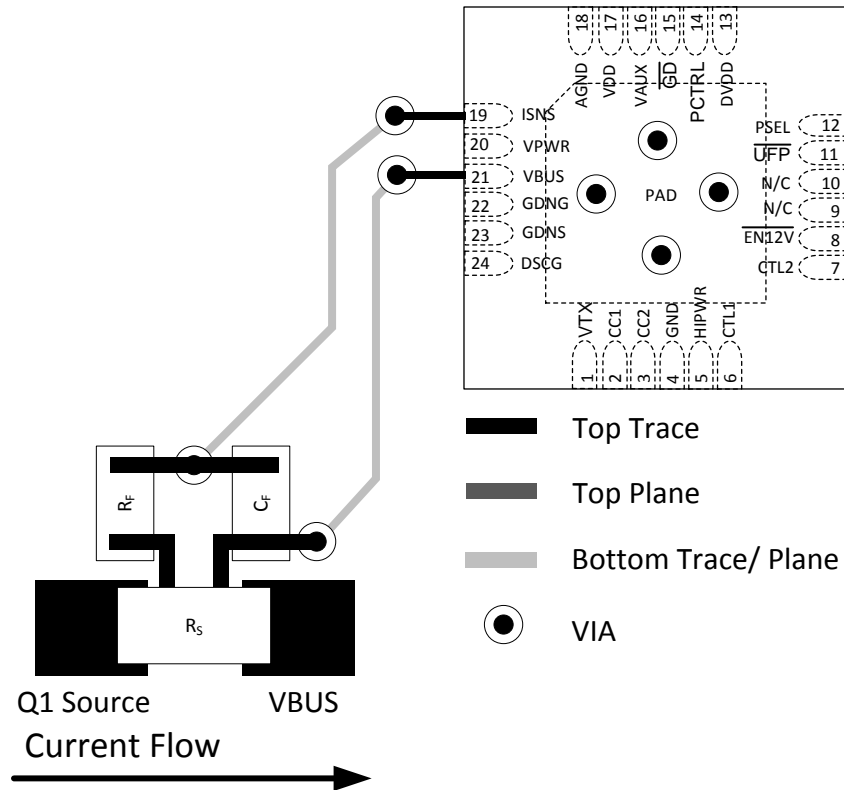 18 17 16 15 14 13
AGND VDD VAUX GD PCTRL DVDD
19 ISNS
20 VPWR
21 VBUS
22 GDNG
23 GDNS
24 DSCG
PSEL 12
UFP 11
N/C 10
N/C 9
EN12V 8
CTL2 7
PAD
VTX CC1 CC2 GND HIPWR CTL1
1 2 3 4 5 6
Top Trace
Top Plane
Bottom Trace/ Plane
VIA
RF CF
RS
Q1 Source VBUS
Current Flow